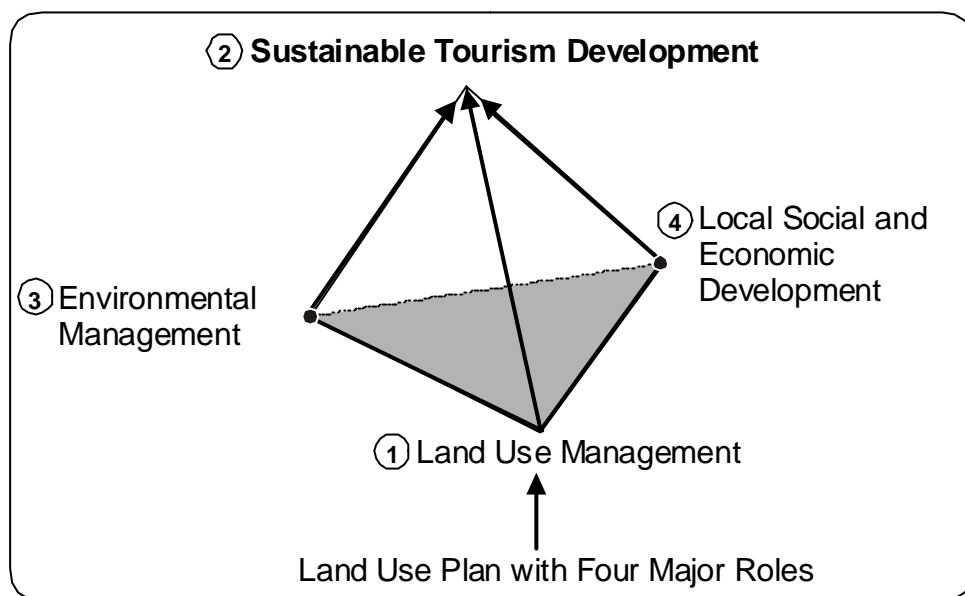 2 Sustainable Tourism Development
4 Local Social and
Economic
Development
3 Environmental
Management
1 Land Use Management
Land Use Plan with Four Major Roles